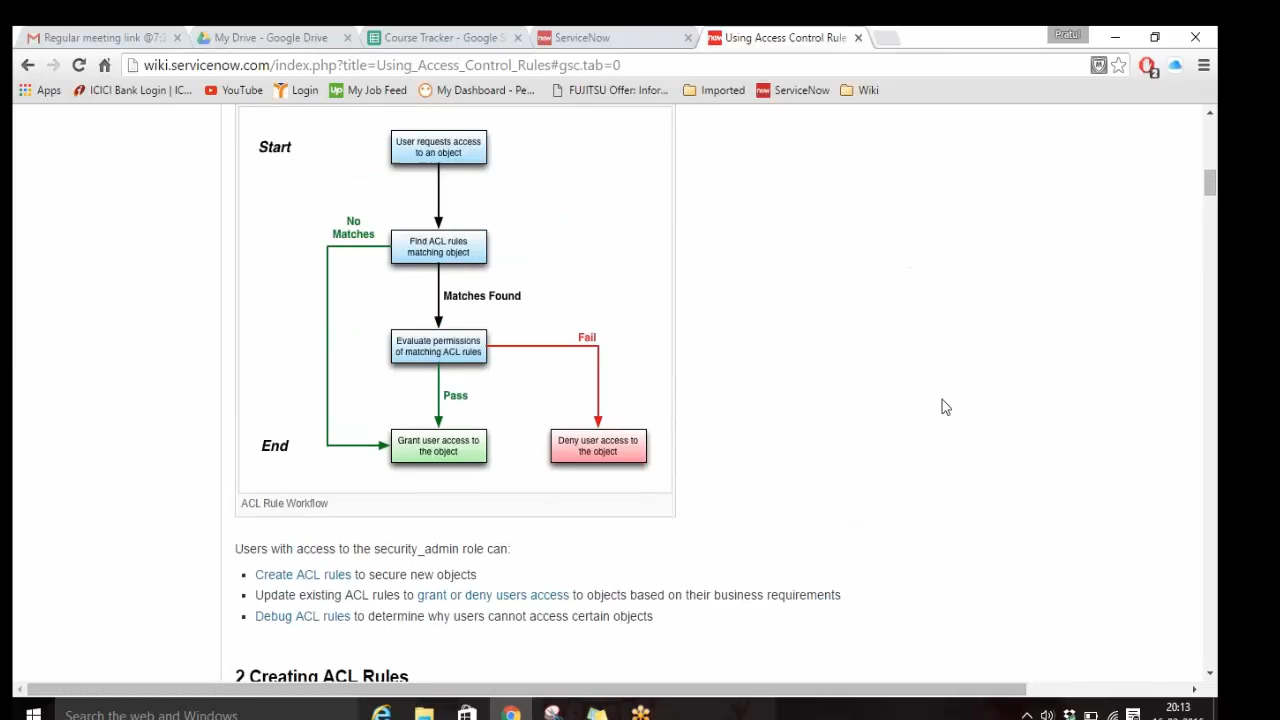 Regular meeting link @7:3
My Drive - Google Drive
Course Tracker - Google S
ServiceNow
Using Access Control Rule
Pratul
wiki.servicenow.com/index.php?title=Using_Access_Control_Rules#gsc.tab=0
2
Apps
ICICI Bank Login | IC...
YouTube
Login
My Job Feed
My Dashboard - Pe...
FUJITSU Offer: Infor...
Imported
ServiceNow
Wiki
Start
User requests access
to an object
No
Matches
Find ACL rules
matching object
Matches Found
Evaluate permissions
of matching ACL rules
Fail
Pass
End
Grant user access to
the object
Deny user access to
the object
ACL Rule Workflow
Users with access to the security_admin role can:
Create ACL rules to secure new objects
Update existing ACL rules to grant or deny users access to objects based on their business requirements
Debug ACL rules to determine why users cannot access certain objects
2 Creating ACL Rules
Search the web and Windows
20:13